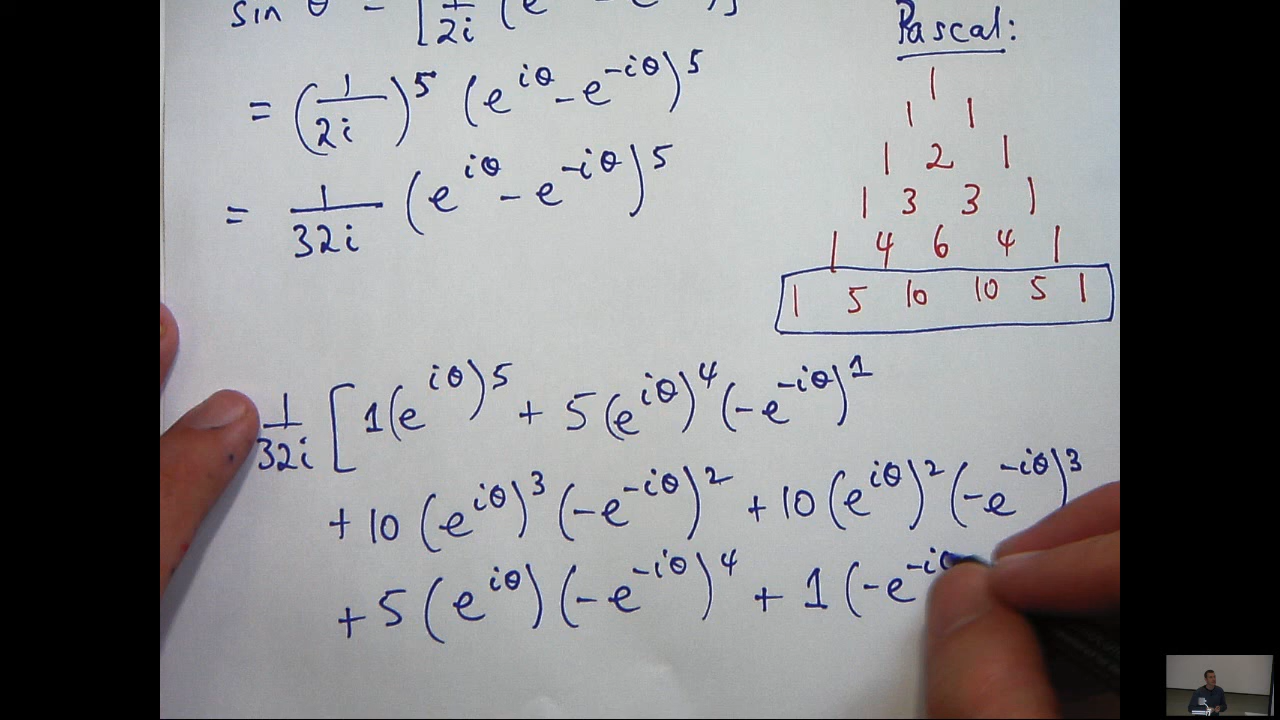 sin θ = [1/2i (e
= (1/2i)^5 (e^{iθ} - e^{-iθ})^5
= 1/32i (e^{iθ} - e^{-iθ})^5
Pascal:
1
1 1
1 2 1
1 3 3 1
1 4 6 4 1
1 5 10 10 5 1
1/32i [1(e^{iθ})^5 + 5(e^{iθ})^4 (-e^{-iθ})^1
+ 10 (e^{iθ})^3 (-e^{-iθ})^2 + 10 (e^{iθ})^2 (-e^{-iθ})^3
+ 5 (e^{iθ}) (-e^{-iθ})^4 + 1 (-e^{-iθ